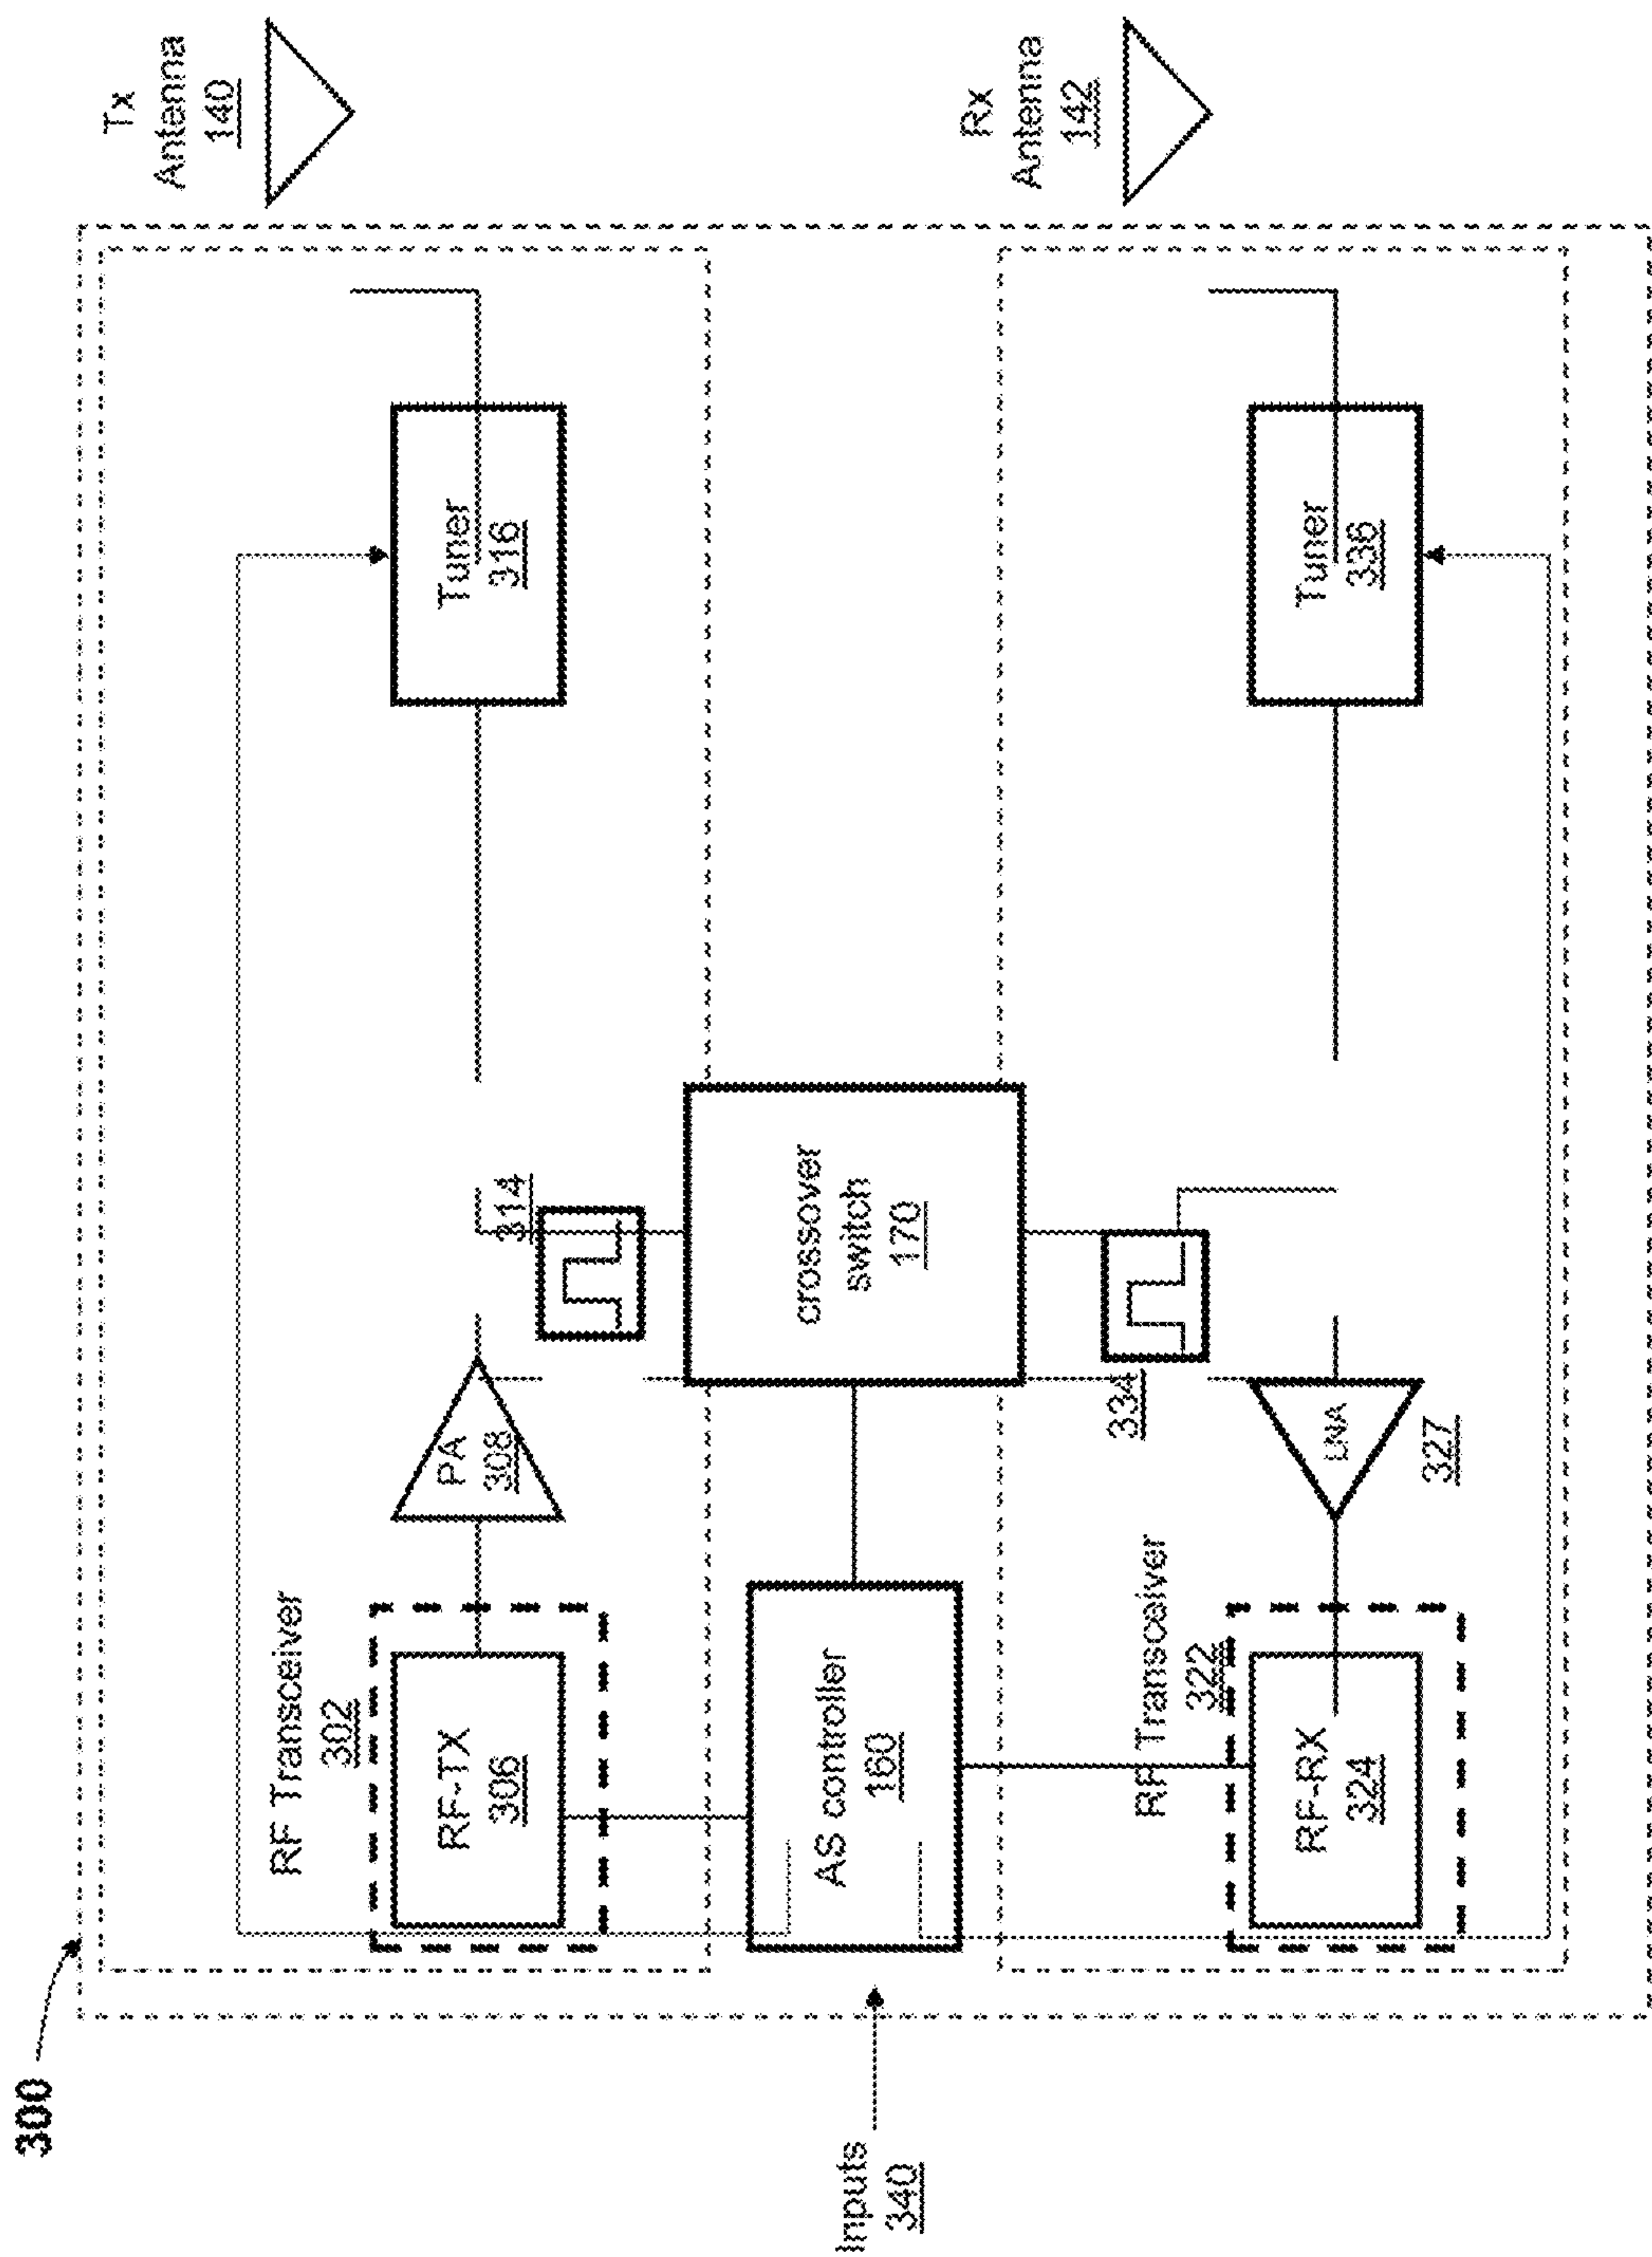 300
Tx
Antenna
140
RF Transceiver
302
RF-TX
306
PA
308
314
Tuner
316
Inputs
340
AS controller
160
crossover
switch
170
Rx
Antenna
142
RF Transceiver
322
RF-RX
324
334
LNA
327
Tuner
336